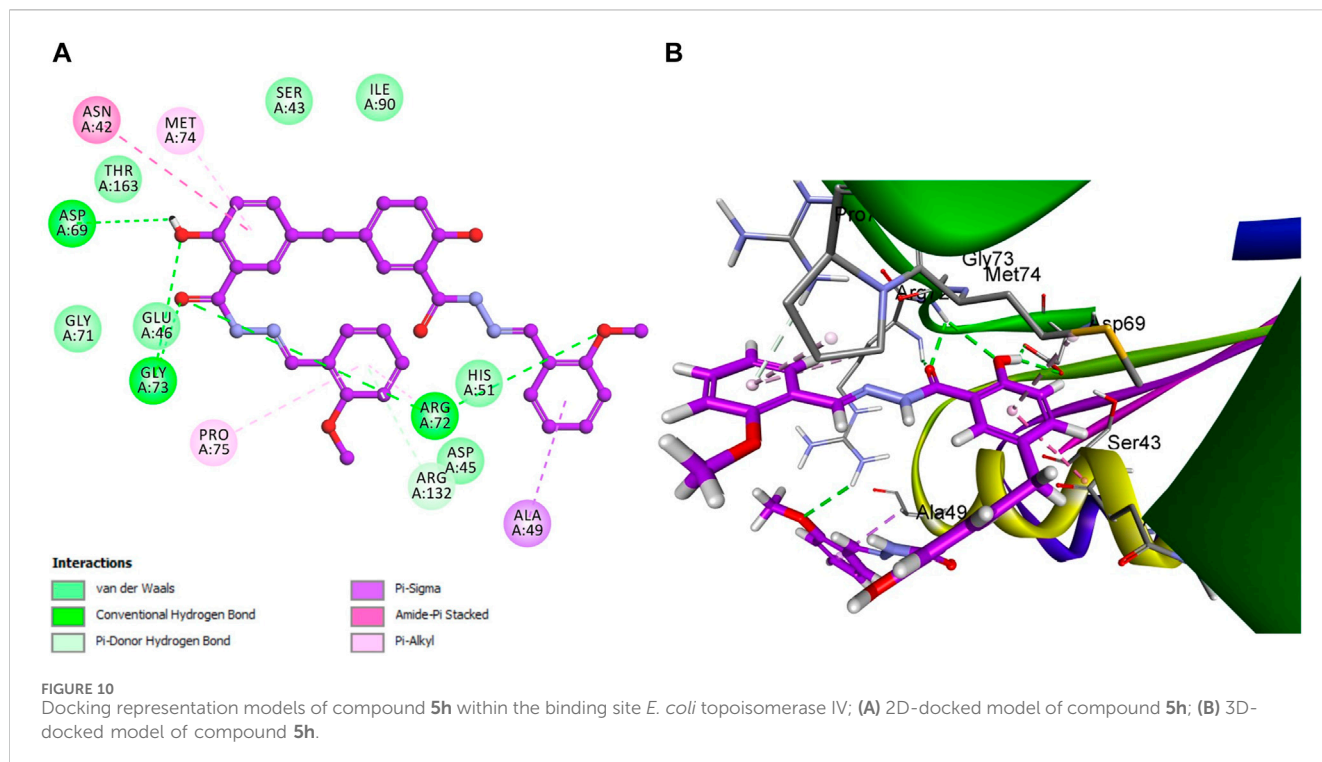 A
ASN
A:42
MET
A:74
SER
A:43
ILE
A:90
THR
A:163
ASP
A:69
GLY
A:71
GLU
A:46
GLY
A:73
HIS
A:51
ARG
A:72
PRO
A:75
ASP
A:45
ARG
A:132
ALA
A:49
Interactions
van der Waals
Conventional Hydrogen Bond
Pi-Donor Hydrogen Bond
Pi-Sigma
Amide-Pi Stacked
Pi-Alkyl
B
Gly73
Met74
Asp69
Ser43
Ala49
FIGURE 10
Docking representation models of compound 5h within the binding site E. coli topoisomerase IV; (A) 2D-docked model of compound 5h; (B) 3D-
docked model of compound 5h.